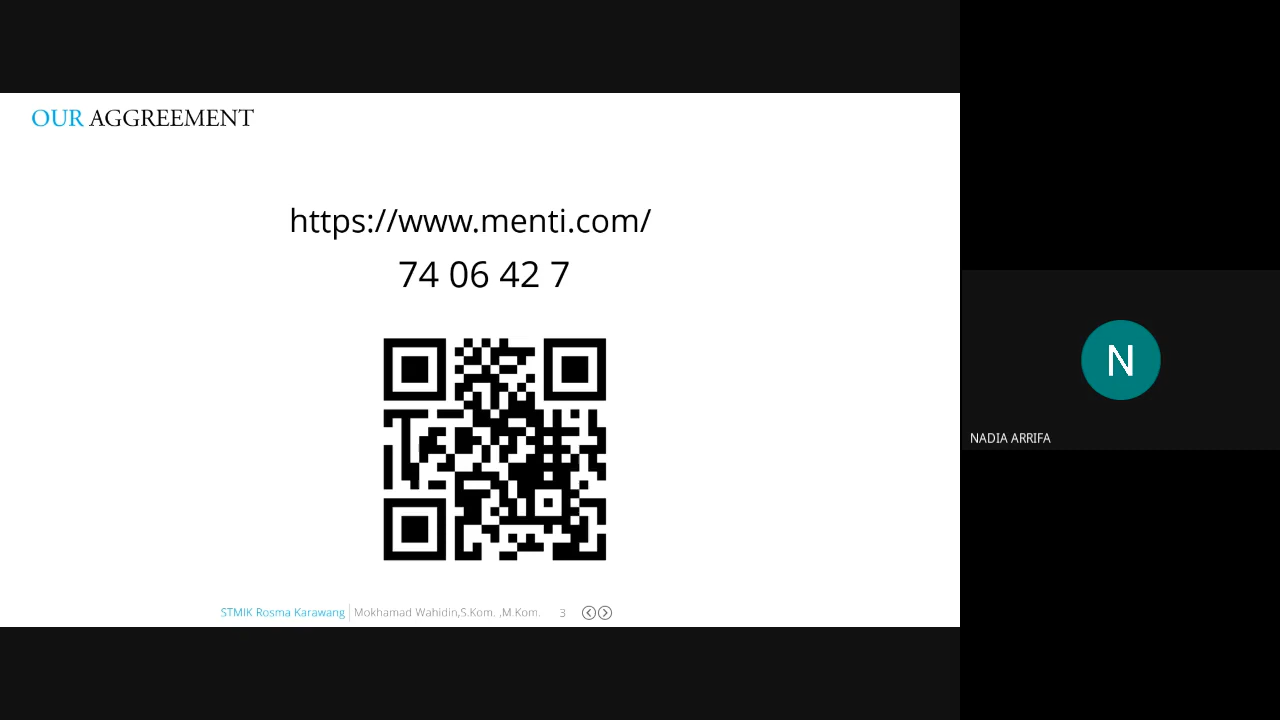 OUR AGGREEMENT
https://www.menti.com/
74 06 42 7
N
NADIA ARRIFA
STMIK Rosma Karawang Mokhamad Wahidin,S.Kom. ,M.Kom. 3